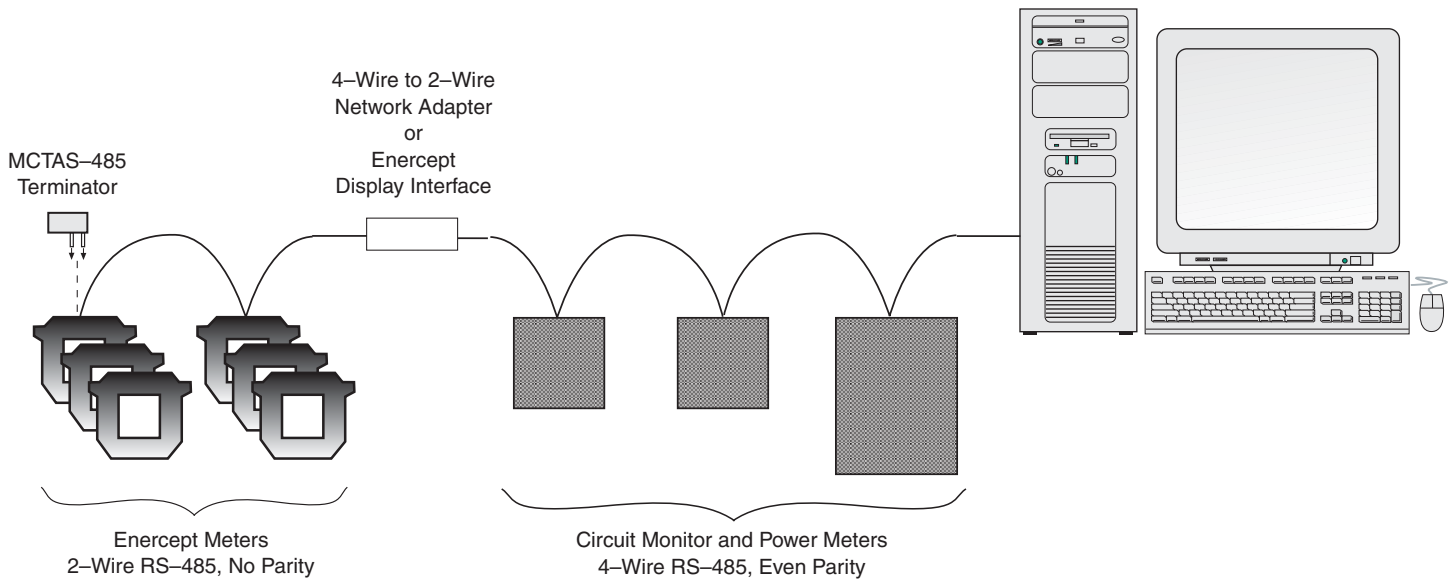 4–Wire to 2–Wire
Network Adapter
or
Enercept
Display Interface
MCTAS–485
Terminator
Enercept Meters
2–Wire RS–485, No Parity
Circuit Monitor and Power Meters
4–Wire RS–485, Even Parity